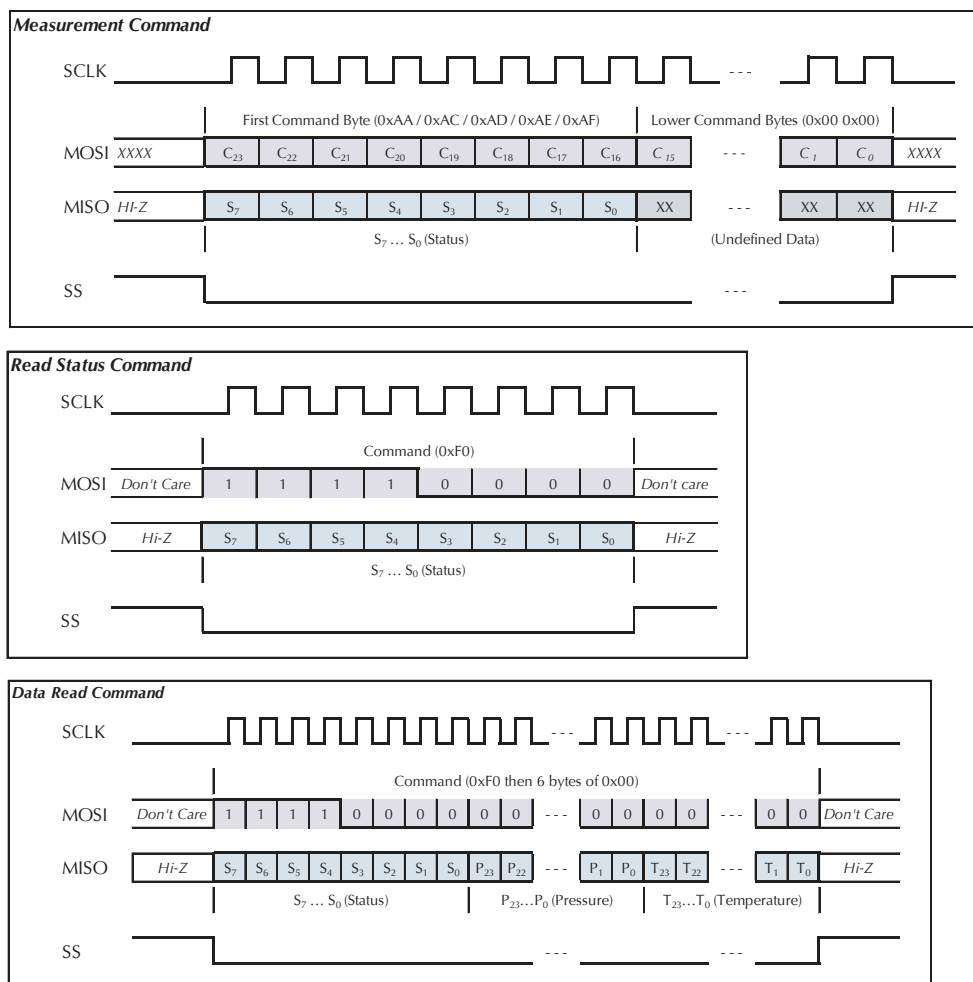 Measurement Command
SCLK
- - -
First Command Byte (0xAA / 0xAC / 0xAD / 0xAE / 0xAF) Lower Command Bytes (0x00 0x00)
MOSI XXXX C23 C22 C21 C20 C19 C18 C17 C16 C15 - - - C1 C0 XXXX
MISO HI-Z S7 S6 S5 S4 S3 S2 S1 S0 XX - - - XX XX HI-Z
S7 … S0 (Status) (Undefined Data)
SS - - -
Read Status Command
SCLK
Command (0xF0)
MOSI Don't Care 1 1 1 1 0 0 0 0 Don't care
MISO Hi-Z S7 S6 S5 S4 S3 S2 S1 S0 Hi-Z
S7 … S0 (Status)
SS
Data Read Command
SCLK - - - - - -
Command (0xF0 then 6 bytes of 0x00)
MOSI Don't Care 1 1 1 1 0 0 0 0 0 0 - - - 0 0 0 0 - - - 0 0 Don't Care
MISO Hi-Z S7 S6 S5 S4 S3 S2 S1 S0 P23 P22 - - - P1 P0 T23 T22 - - - T1 T0 Hi-Z
S7 … S0 (Status) P23…P0 (Pressure) T23…T0 (Temperature)
SS - - - - - -